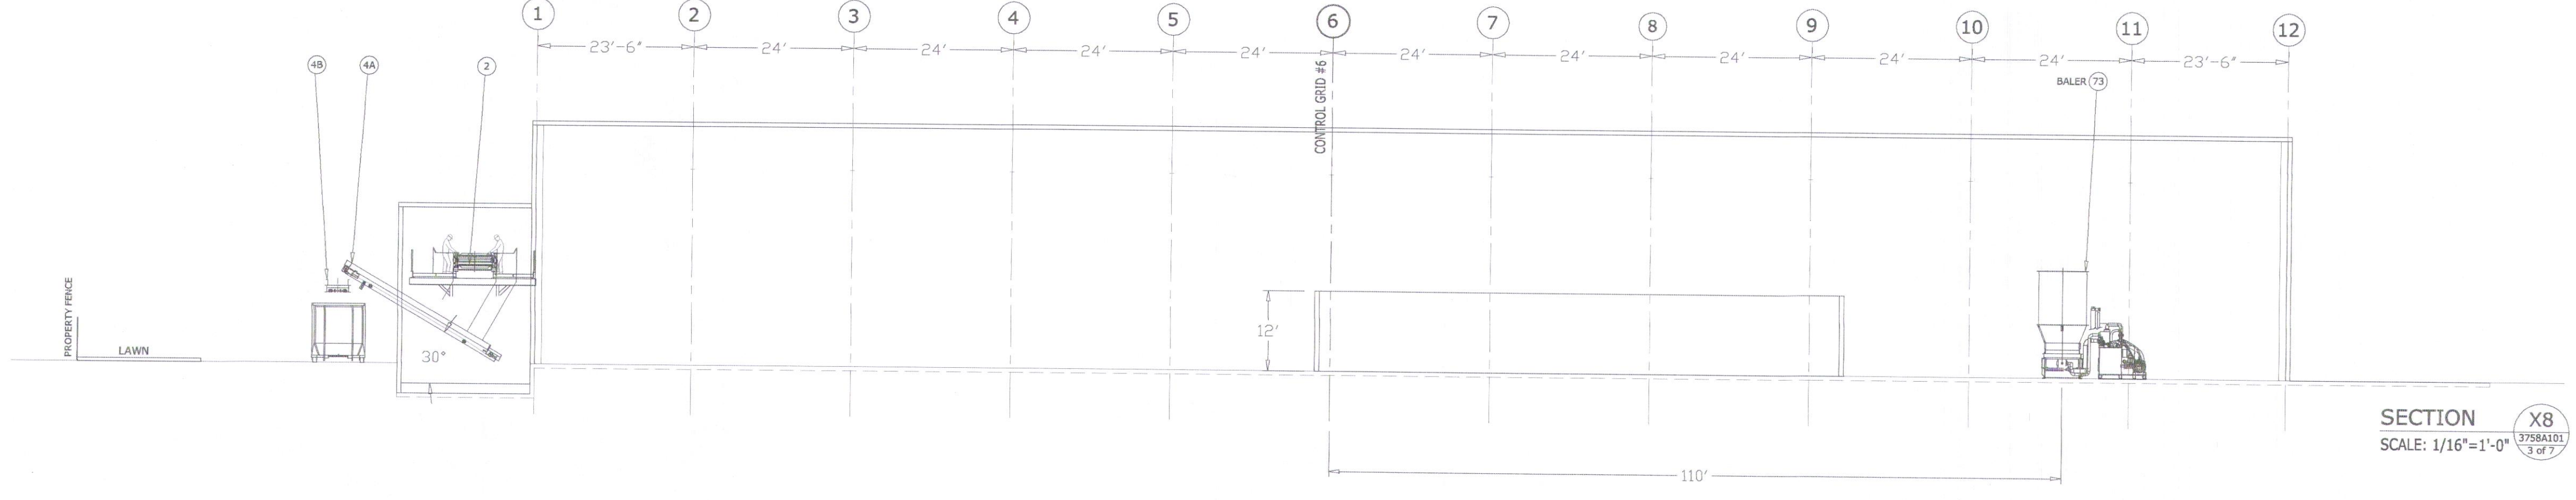 1 2 3 4 5 6 7 8 9 10 11 12
23'-6" 24' 24' 24' 24' 24' 24' 24' 24' 24' 23'-6"
4B 4A 2
CONTROL GRID #6
BALER 73
PROPERTY FENCE
LAWN
30°
12'
110'
SECTION X8
SCALE: 1/16"=1'-0" 3758A101
3 of 7